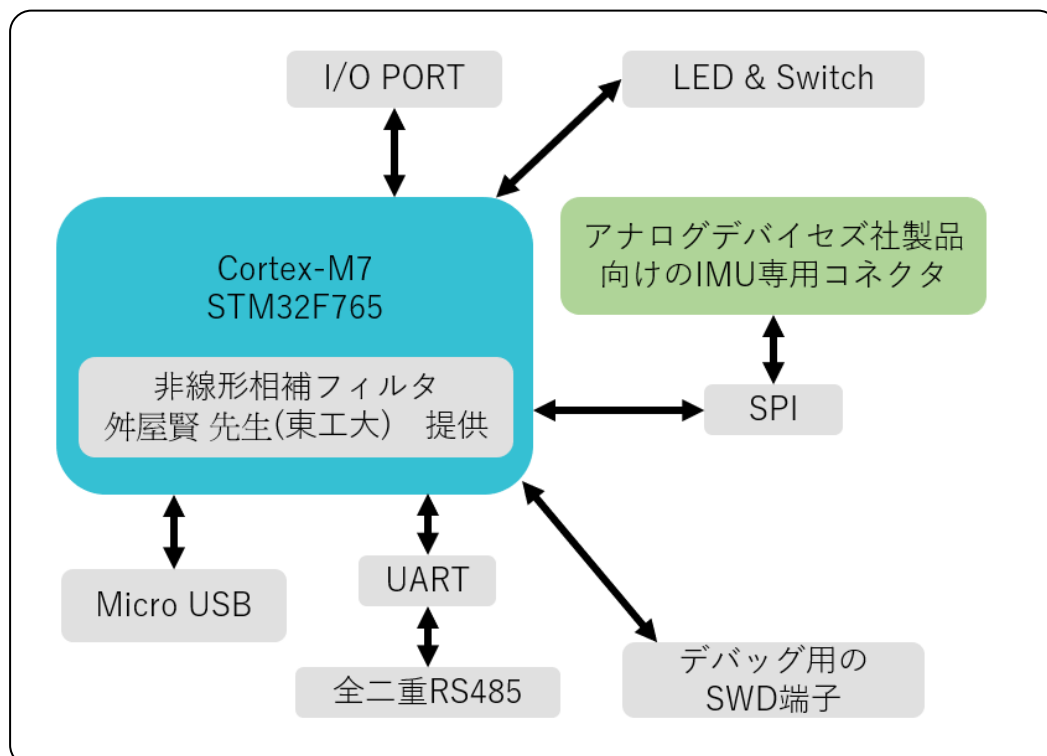 I/O PORT
LED & Switch
Cortex-M7
STM32F765
アナログデバイセズ社製品
向けのIMU専用コネクタ
非線形相補フィルタ
舛屋賢 先生(東工大) 提供
SPI
Micro USB
UART
全二重RS485
デバッグ用の
SWD端子